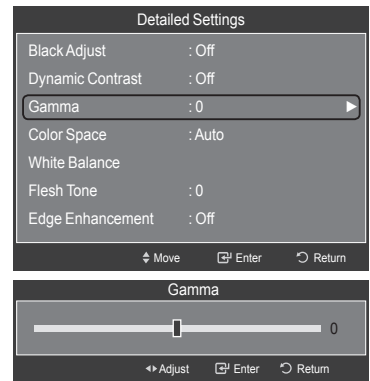 Detailed Settings
Black Adjust : Off
Dynamic Contrast : Off
Gamma : 0
Color Space : Auto
White Balance
Flesh Tone : 0
Edge Enhancement : Off
Move Enter Return
Gamma
0
Adjust Enter Return